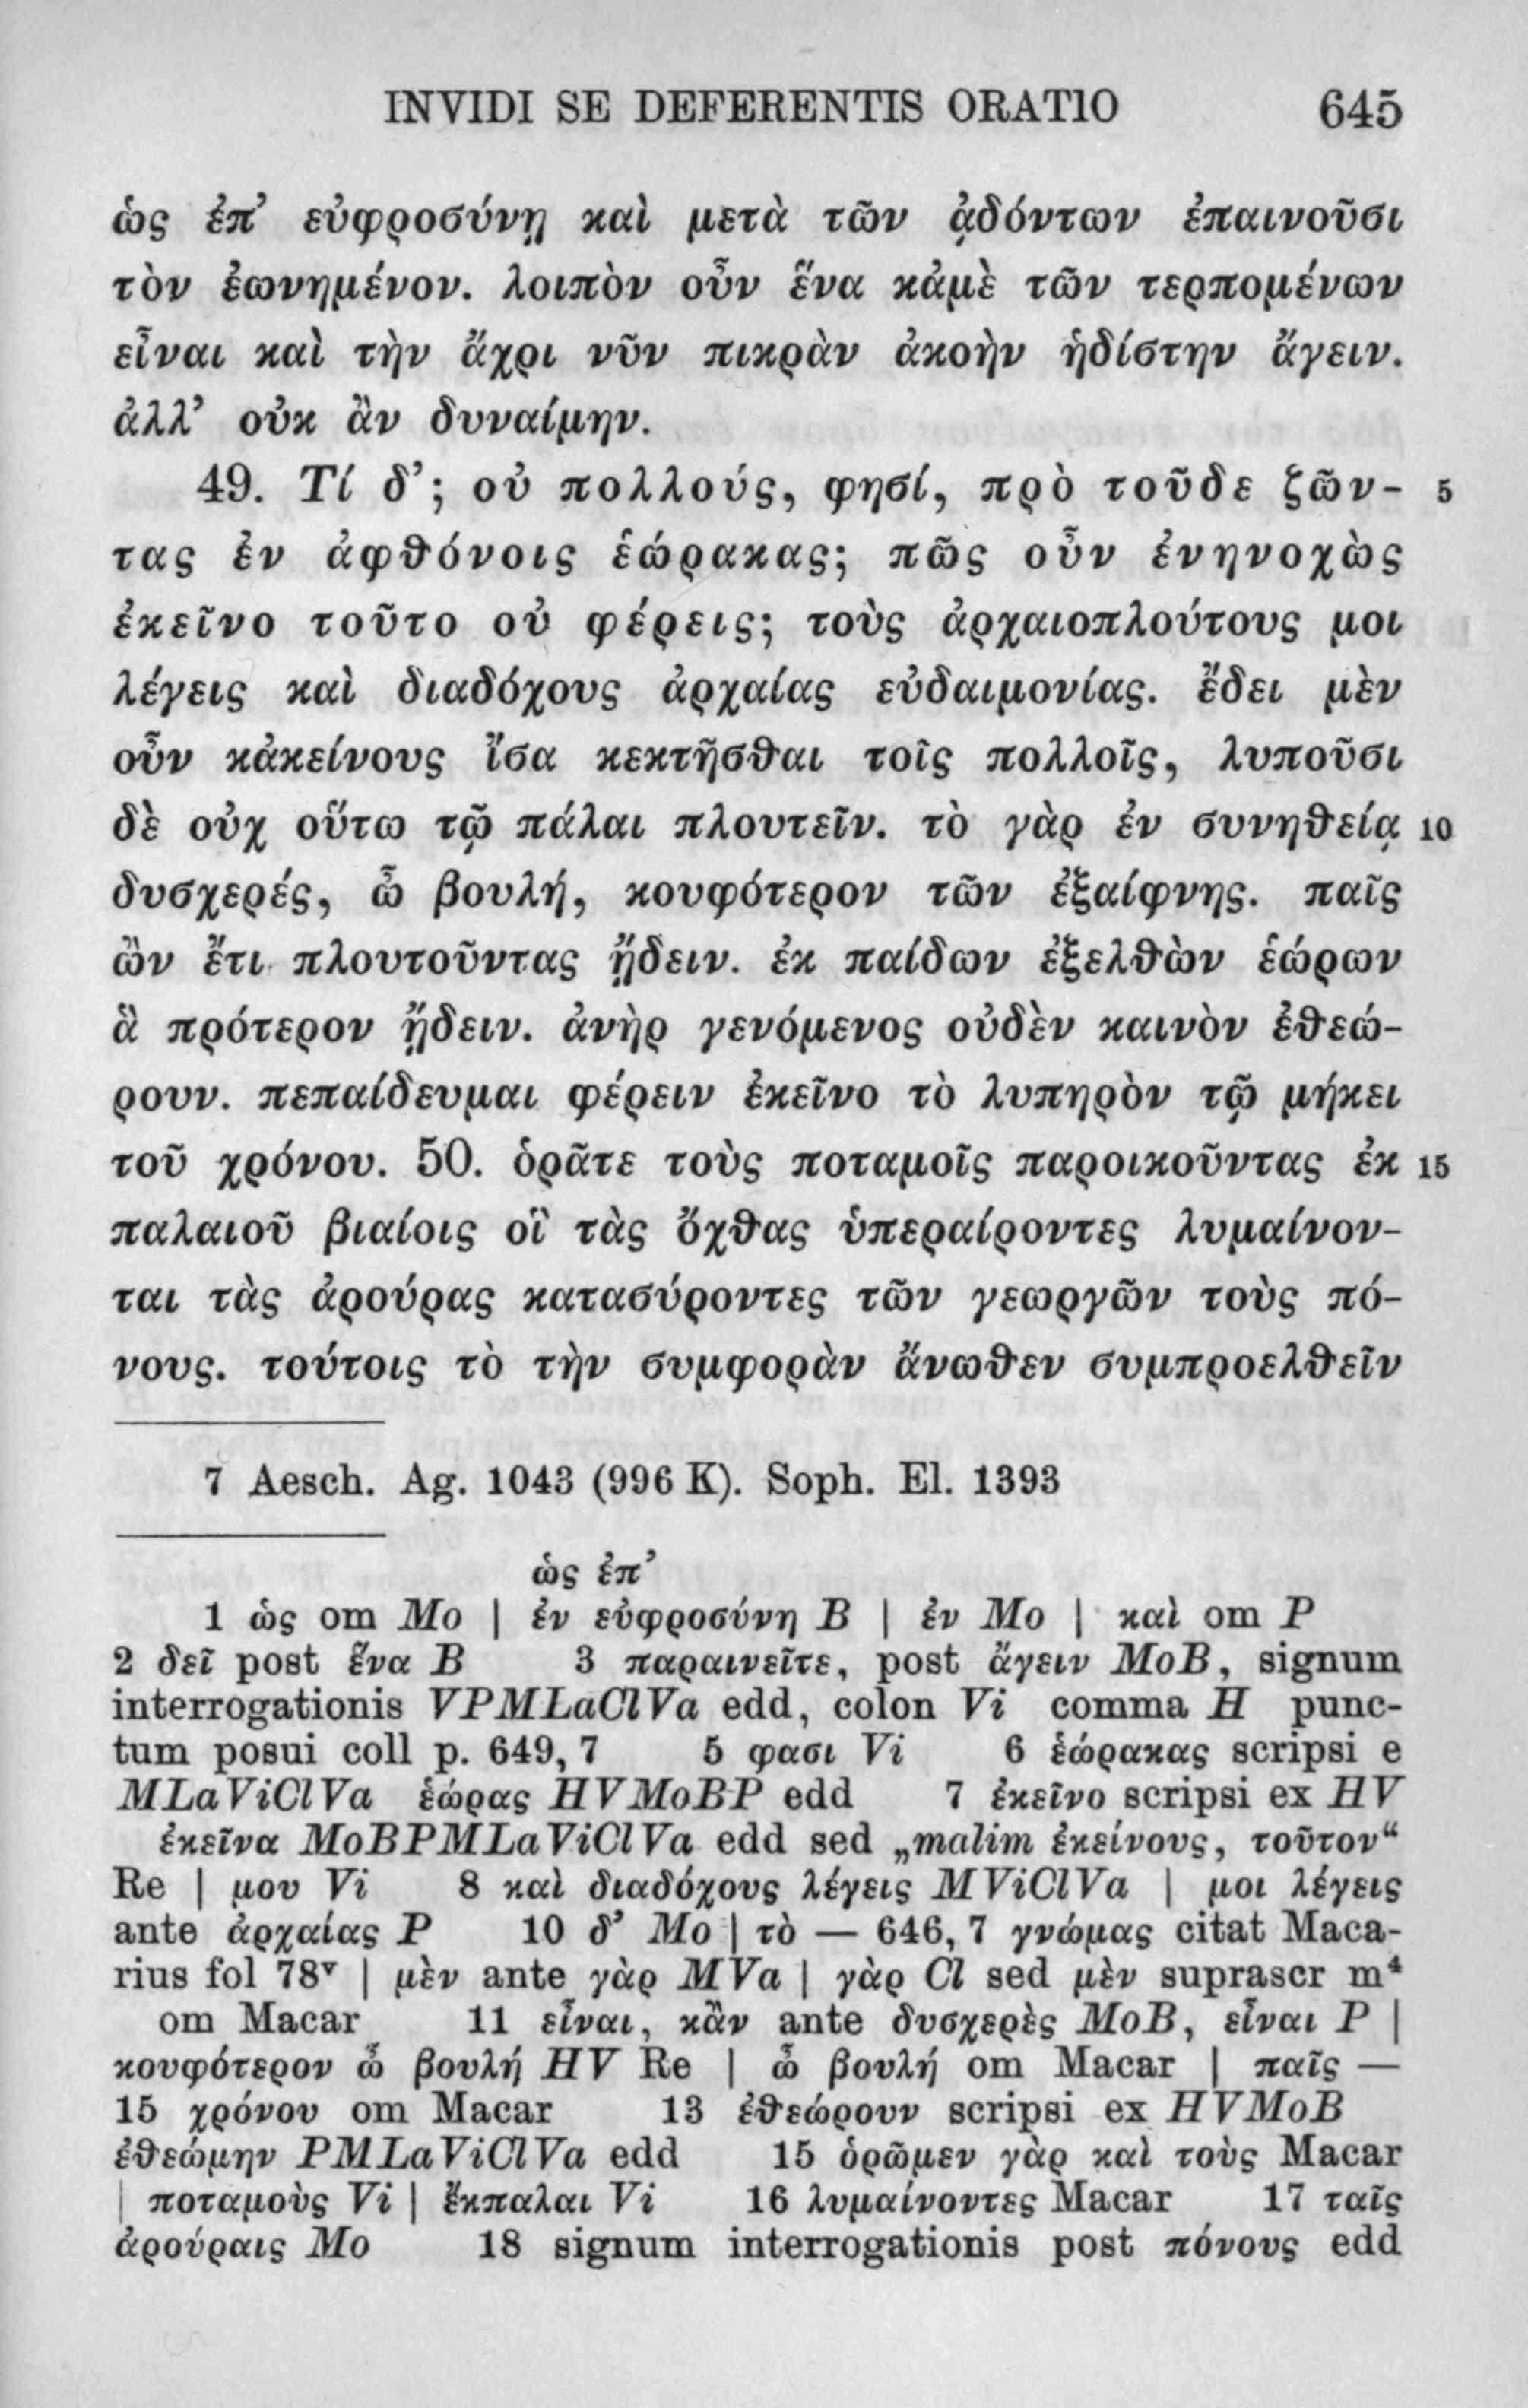 INVIDI SE DEFERENTIS ORATIO 645
ὡς ἐπ’ εὐφροσύνῃ καὶ μετὰ τῶν ᾀδόντων ἐπαινοῦσι
τὸν ἐωνημένον. λοιπὸν οὖν ἕνα κἀμὲ τῶν τερπομένων
εἶναι καὶ τὴν ἄχρι νῦν πικρὰν ἀκοὴν ἡδίστην ἄγειν.
ἀλλ’ οὐκ ἂν δυναίμην.
49. Τί δ’; οὐ πολλούς, φησί, πρὸ τοῦδε ζῶν- 5
τας ἐν ἀφθόνοις ἑώρακας; πῶς οὖν ἐνηνοχὼς
ἐκεῖνο τοῦτο οὐ φέρεις; τοὺς ἀρχαιοπλούτους μοι
λέγεις καὶ διαδόχους ἀρχαίας εὐδαιμονίας. ἔδει μὲν
οὖν κἀκείνους ἴσα κεκτῆσθαι τοῖς πολλοῖς, λυποῦσι
δὲ οὐχ οὕτω τῷ πάλαι πλουτεῖν. τὸ γὰρ ἐν συνηθείᾳ 10
δυσχερές, ὦ βουλή, κουφότερον τῶν ἐξαίφνης. παῖς
ὢν ἔτι πλουτοῦντας ᾔδειν. ἐκ παίδων ἐξελθὼν ἑώρων
ἃ πρότερον ᾔδειν. ἀνὴρ γενόμενος οὐδὲν καινὸν ἐθεώ-
ρουν. πεπαίδευμαι φέρειν ἐκεῖνο τὸ λυπηρὸν τῷ μήκει
τοῦ χρόνου. 50. ὁρᾶτε τοὺς ποταμοῖς παροικοῦντας ἐκ 15
παλαιοῦ βιαίοις οἳ τὰς ὄχθας ὑπεραίροντες λυμαίνον-
ται τὰς ἀρούρας κατασύροντες τῶν γεωργῶν τοὺς πό-
νους. τούτοις τὸ τὴν συμφορὰν ἄνωθεν συμπροελθεῖν
7 Aesch. Ag. 1043 (996 K). Soph. El. 1393
ὡς ἐπ’
1 ὡς om Mo | ἐν εὐφροσύνη B | ἐν Mo | καὶ om P
2 δεῖ post ἕνα B 3 παραινεῖτε, post ἄγειν MoB, signum
interrogationis VPMLaClVa edd, colon Vi comma H punc-
tum posui coll p. 649, 7 5 φασι Vi 6 ἑώρακας scripsi e
MLaViClVa ἑώρας HVMoBP edd 7 ἐκεῖνο scripsi ex HV
ἐκεῖνα MoBPMLaViClVa edd sed „malim ἐκείνους, τοῦτον“
Re | μου Vi 8 καὶ διαδόχους λέγεις MViClVa | μοι λέγεις
ante ἀρχαίας P 10 δ’ Mo | τὸ — 646, 7 γνώμας citat Maca-
rius fol 78ᵛ | μὲν ante γὰρ MVa | γὰρ Cl sed μὲν suprascr m⁴
om Macar 11 εἶναι, κἂν ante δυσχερὲς MoB, εἶναι P |
κουφότερον ὦ βουλή HV Re | ὦ βουλή om Macar | παῖς —
15 χρόνου om Macar 13 ἐθεώρουν scripsi ex HVMoB
ἐθεώμην PMLaViClVa edd 15 ὁρῶμεν γὰρ καὶ τοὺς Macar
| ποταμοὺς Vi | ἔκπαλαι Vi 16 λυμαίνοντες Macar 17 ταῖς
ἀρούραις Mo 18 signum interrogationis post πόνους edd